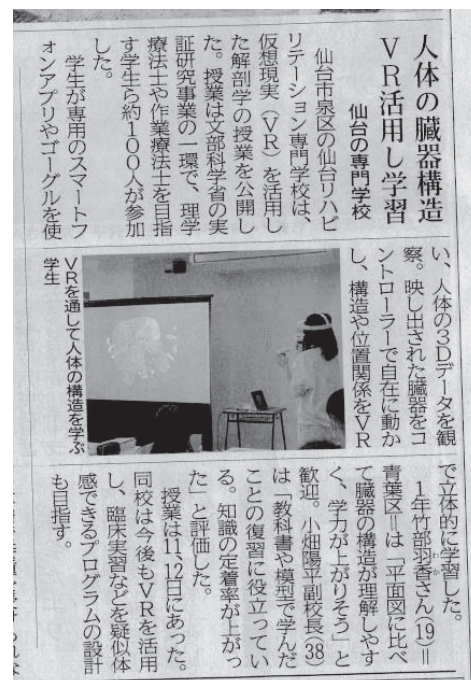 人体の臓器構造
VR活用し学習
仙台の専門学校
仙台市泉区の仙台リハビ
リテーション専門学校は、
仮想現実（VR）を活用し
た解剖学の授業を公開し
た。授業は文部科学省の実
証研究事業の一環で、理学
療法士や作業療法士を目指
す学生ら約100人が参加
した。
学生が専用のスマートフ
ォンアプリやゴーグルを使
い、人体の3Dデータを観
察。映し出された臓器をコ
ントローラーで自在に動か
し、構造や位置関係をVR
VRを通して人体の構造を学ぶ
学生
で立体的に学習した。
1年竹部羽香さん（19）＝
わか
青葉区＝は「平面図に比べ
て臓器の構造が理解しやす
く、学力が上がりそう」と
歓迎。小畑陽平副校長（38）
は「教科書や模型で学んだ
ことの復習に役立ってい
る。知識の定着率が上がっ
た」と評価した。
授業は11、12日にあった。
同校は今後もVRを活用
し、臨床実習などを疑似体
感できるプログラムの設計
も目指す。